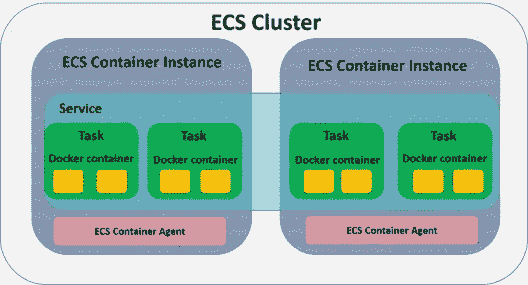 ECS Cluster
ECS Container Instance
ECS Container Instance
Service
Task
Docker container
Task
Docker container
Task
Docker container
Task
Docker container
ECS Container Agent
ECS Container Agent